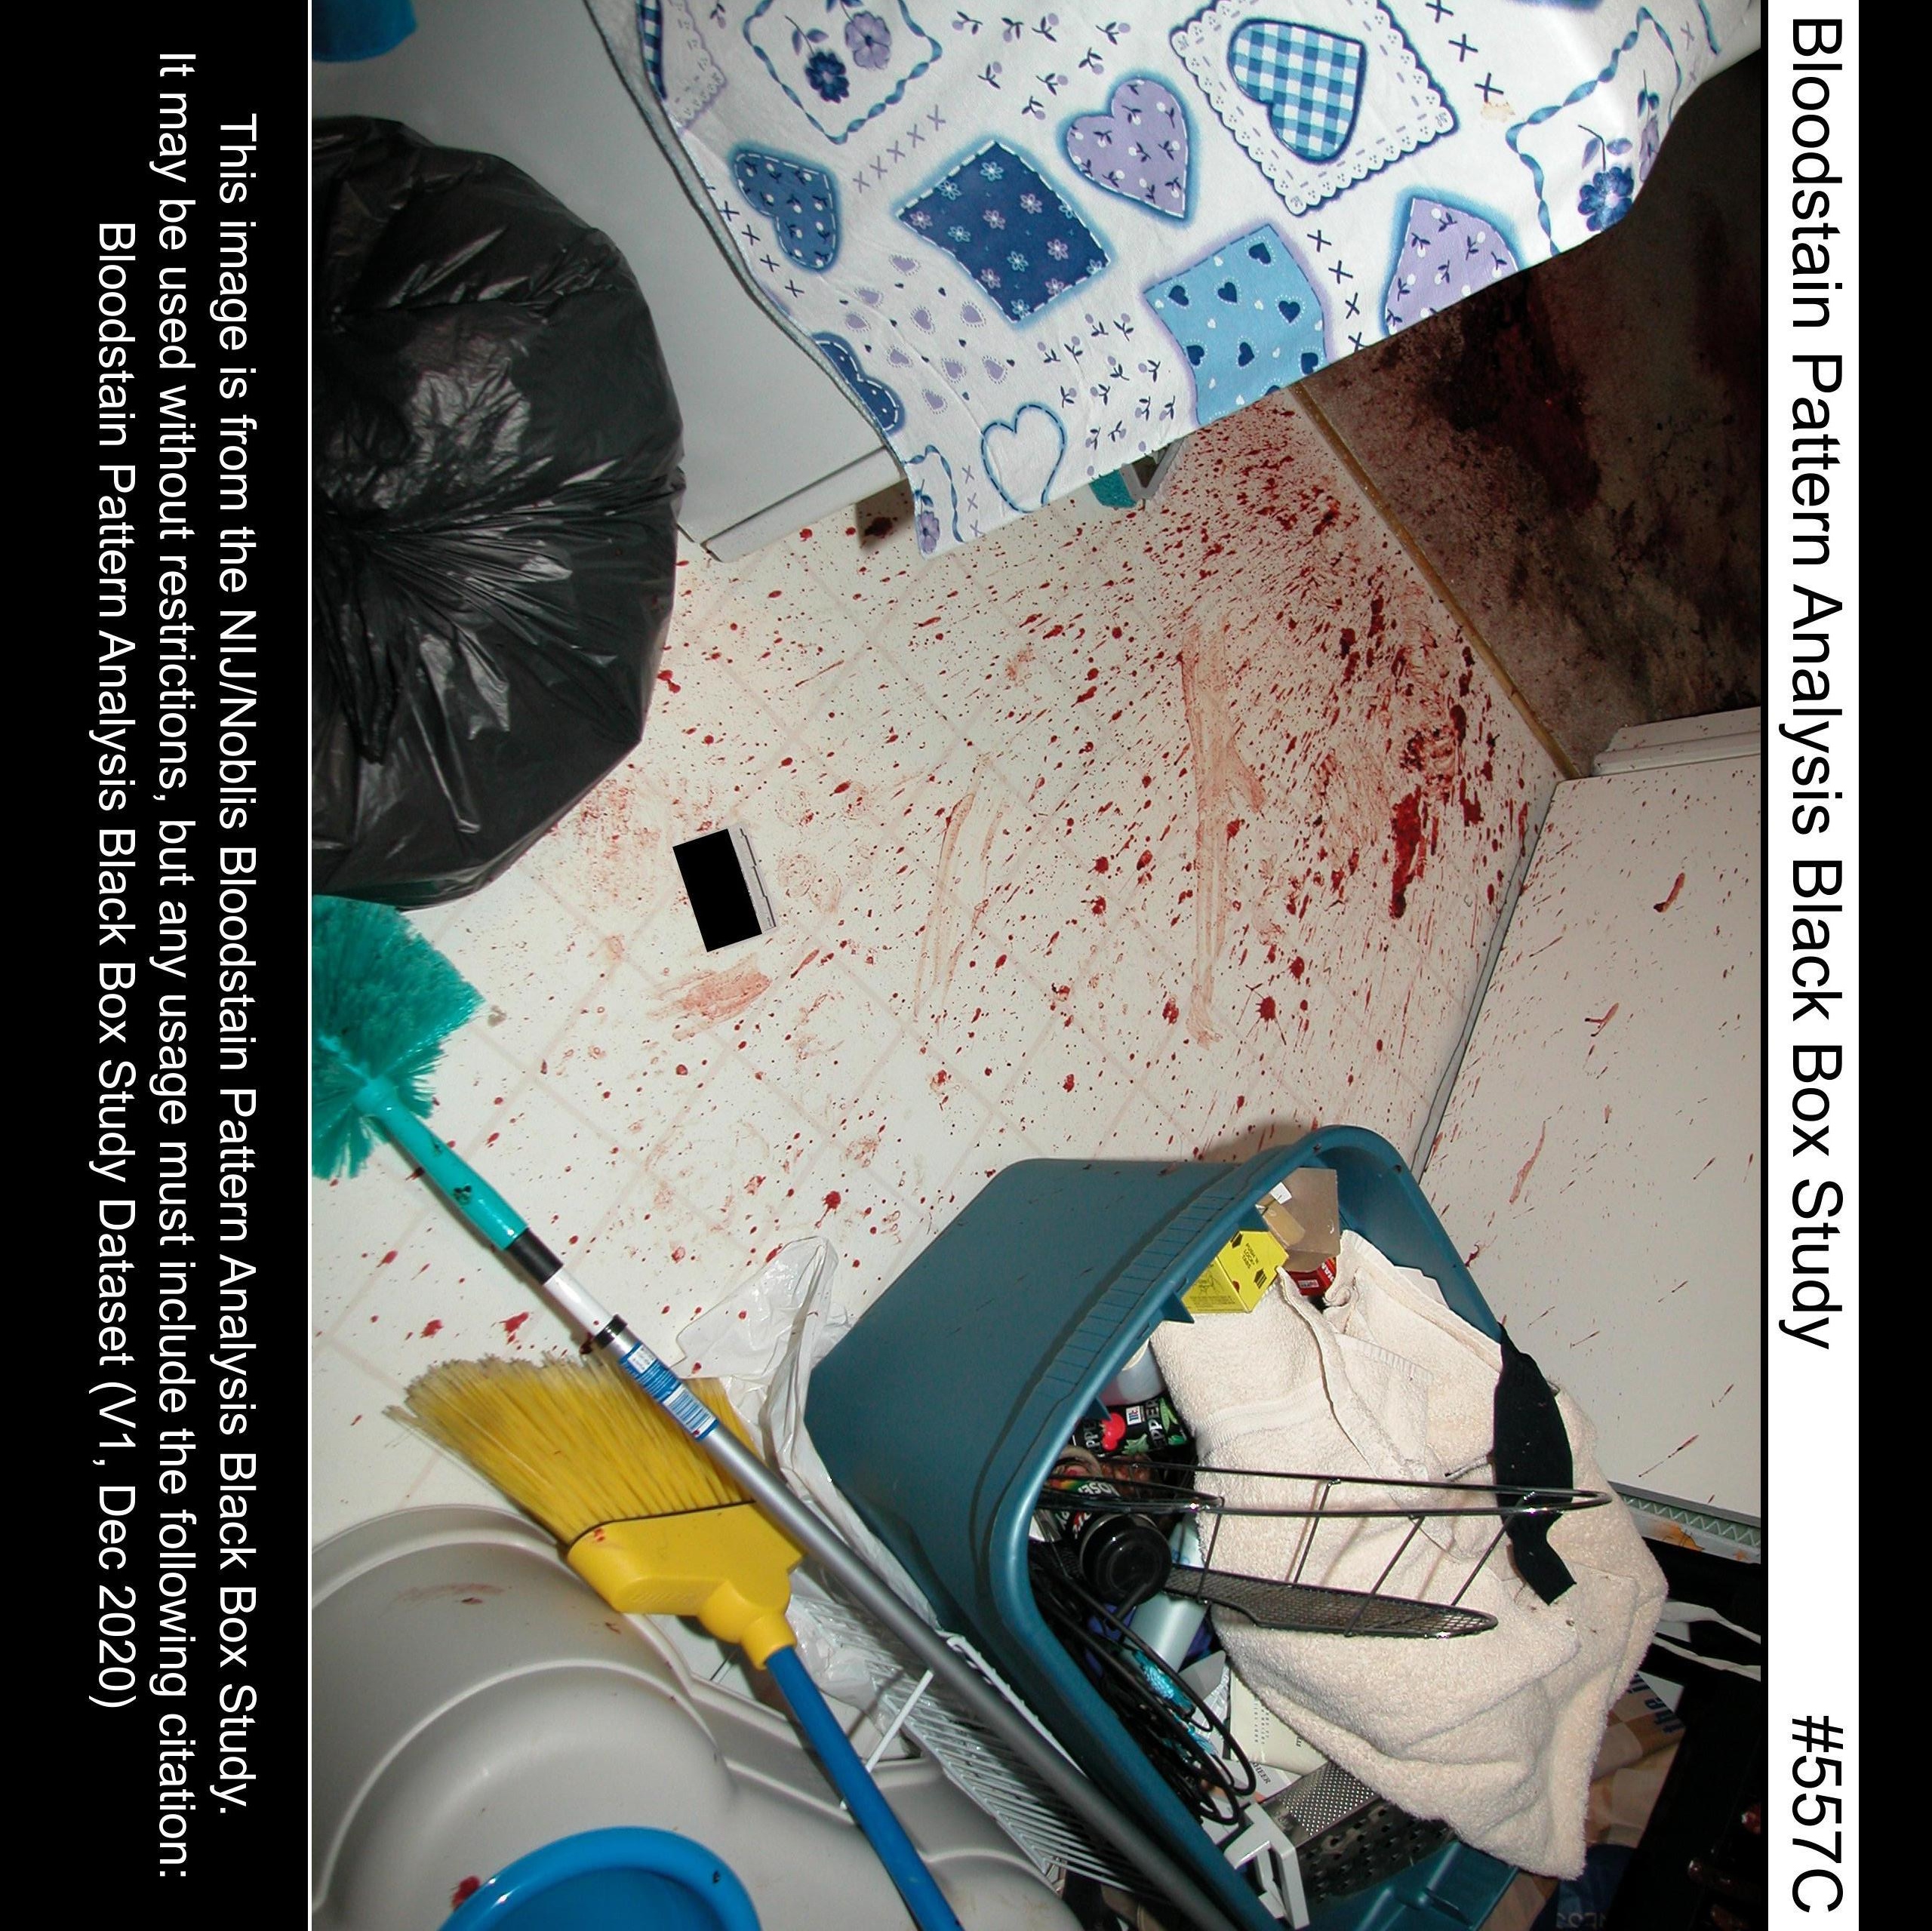 Bloodstain Pattern Analysis Black Box Study #557C
This image is from the NIJ/Noblis Bloodstain Pattern Analysis Black Box Study.
It may be used without restrictions, but any usage must include the following citation:
Bloodstain Pattern Analysis Black Box Study Dataset (V1, Dec 2020)